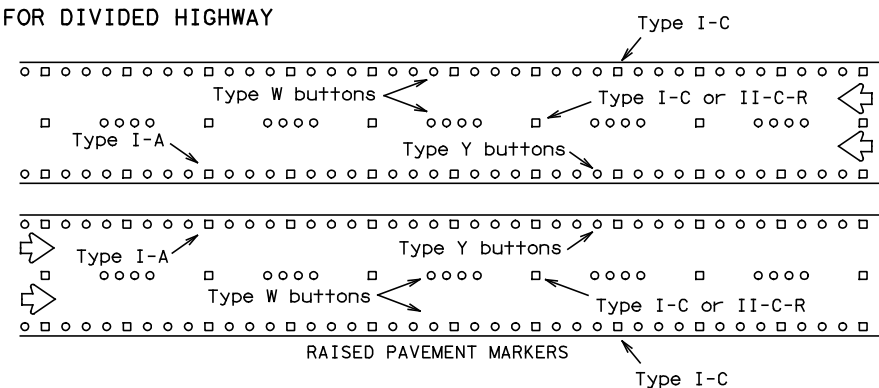 FOR DIVIDED HIGHWAY
Type I-C
Type W buttons
Type I-C or II-C-R
Type I-A
Type Y buttons
Type I-A
Type Y buttons
Type W buttons
Type I-C or II-C-R
RAISED PAVEMENT MARKERS
Type I-C